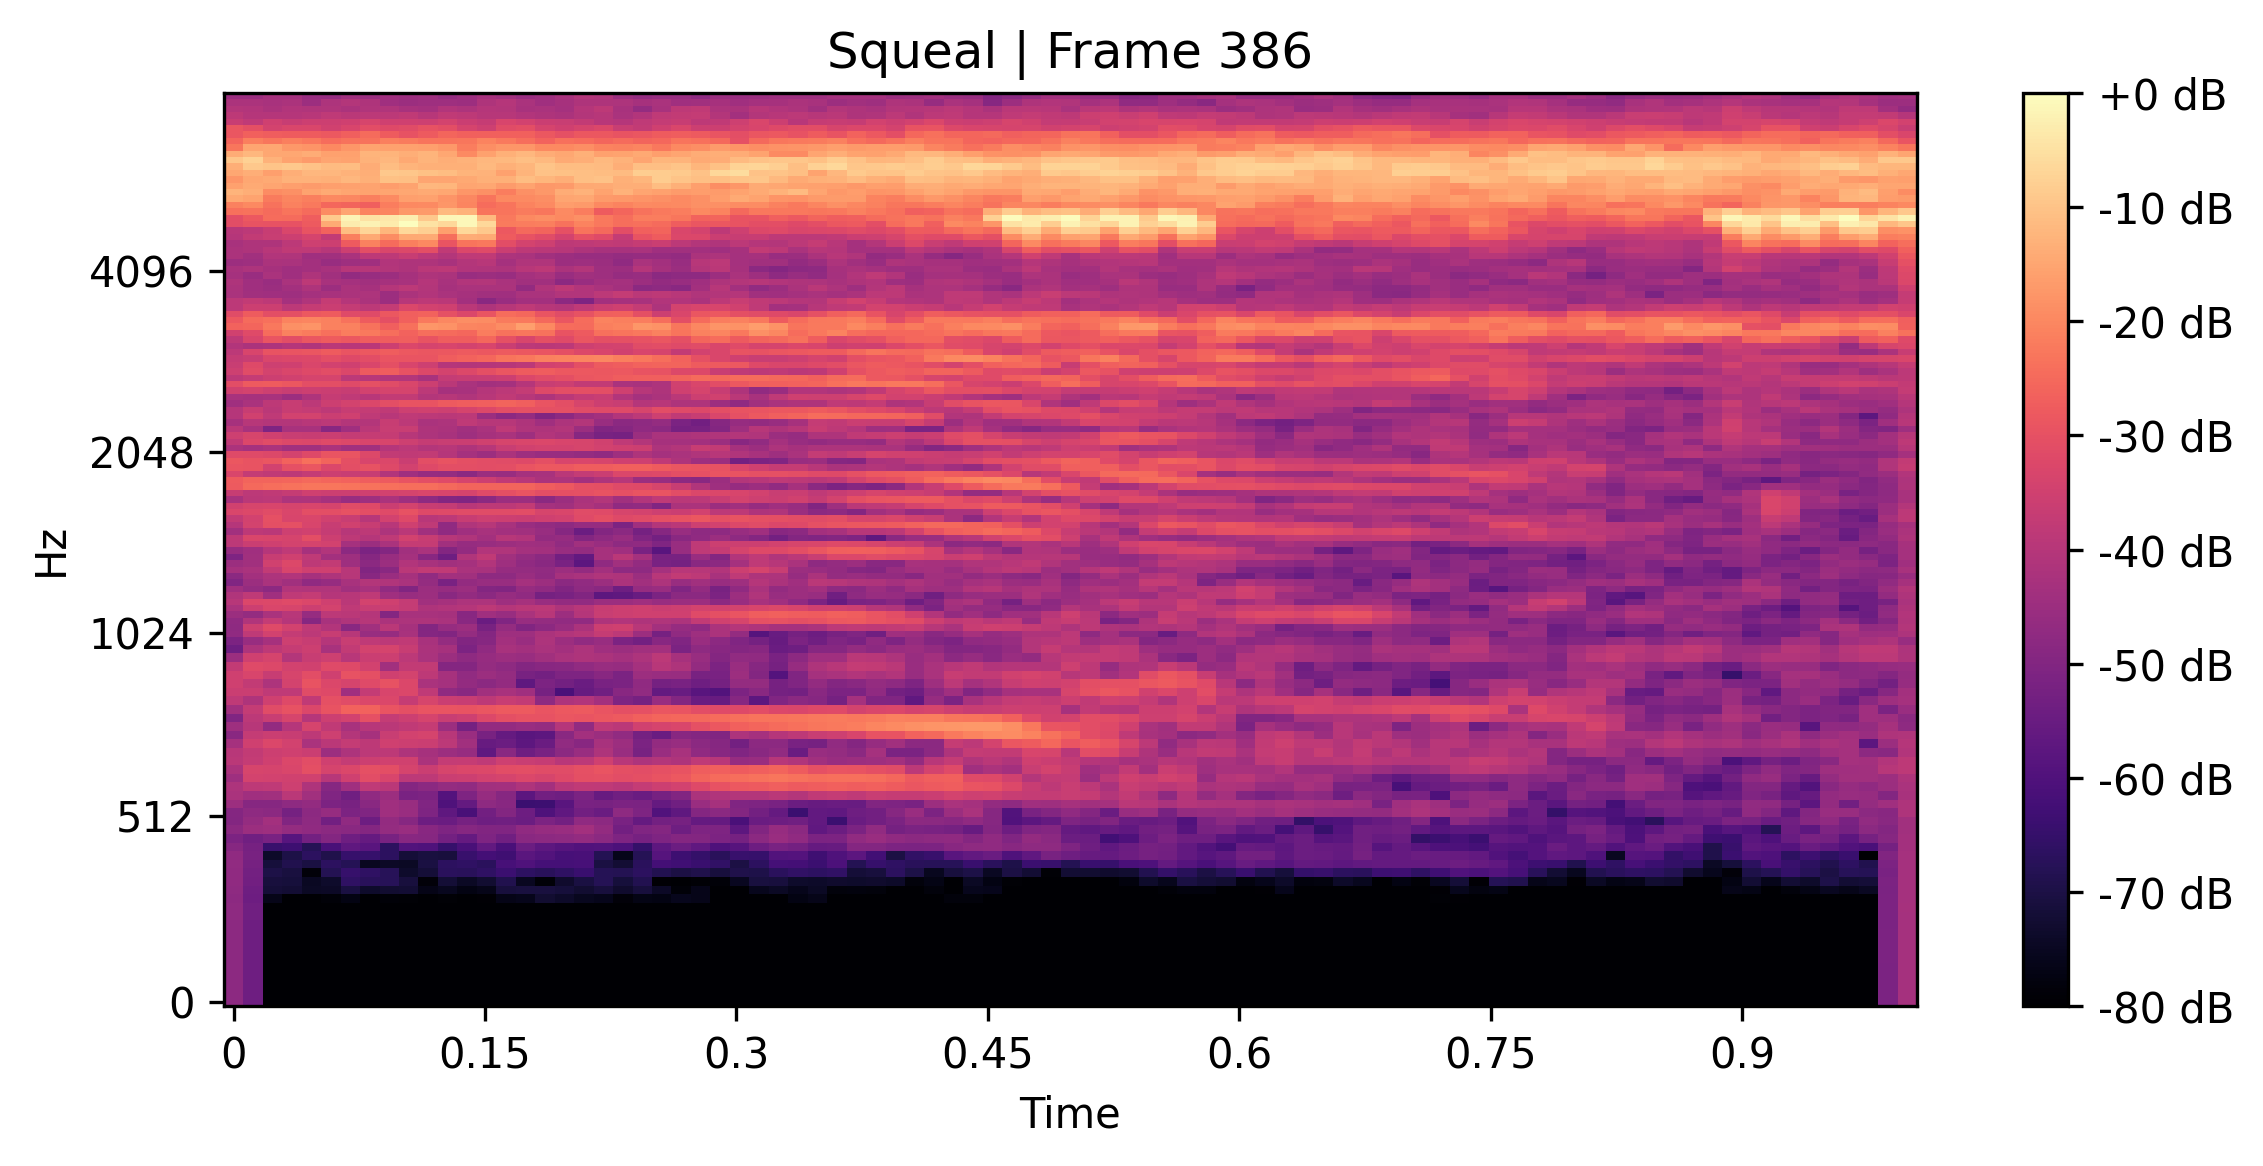 Squeal | Frame 386
+0 dB
-10 dB
-20 dB
-30 dB
-40 dB
-50 dB
-60 dB
-70 dB
-80 dB
Hz
4096
2048
1024
512
0
0 0.15 0.3 0.45 0.6 0.75 0.9
Time